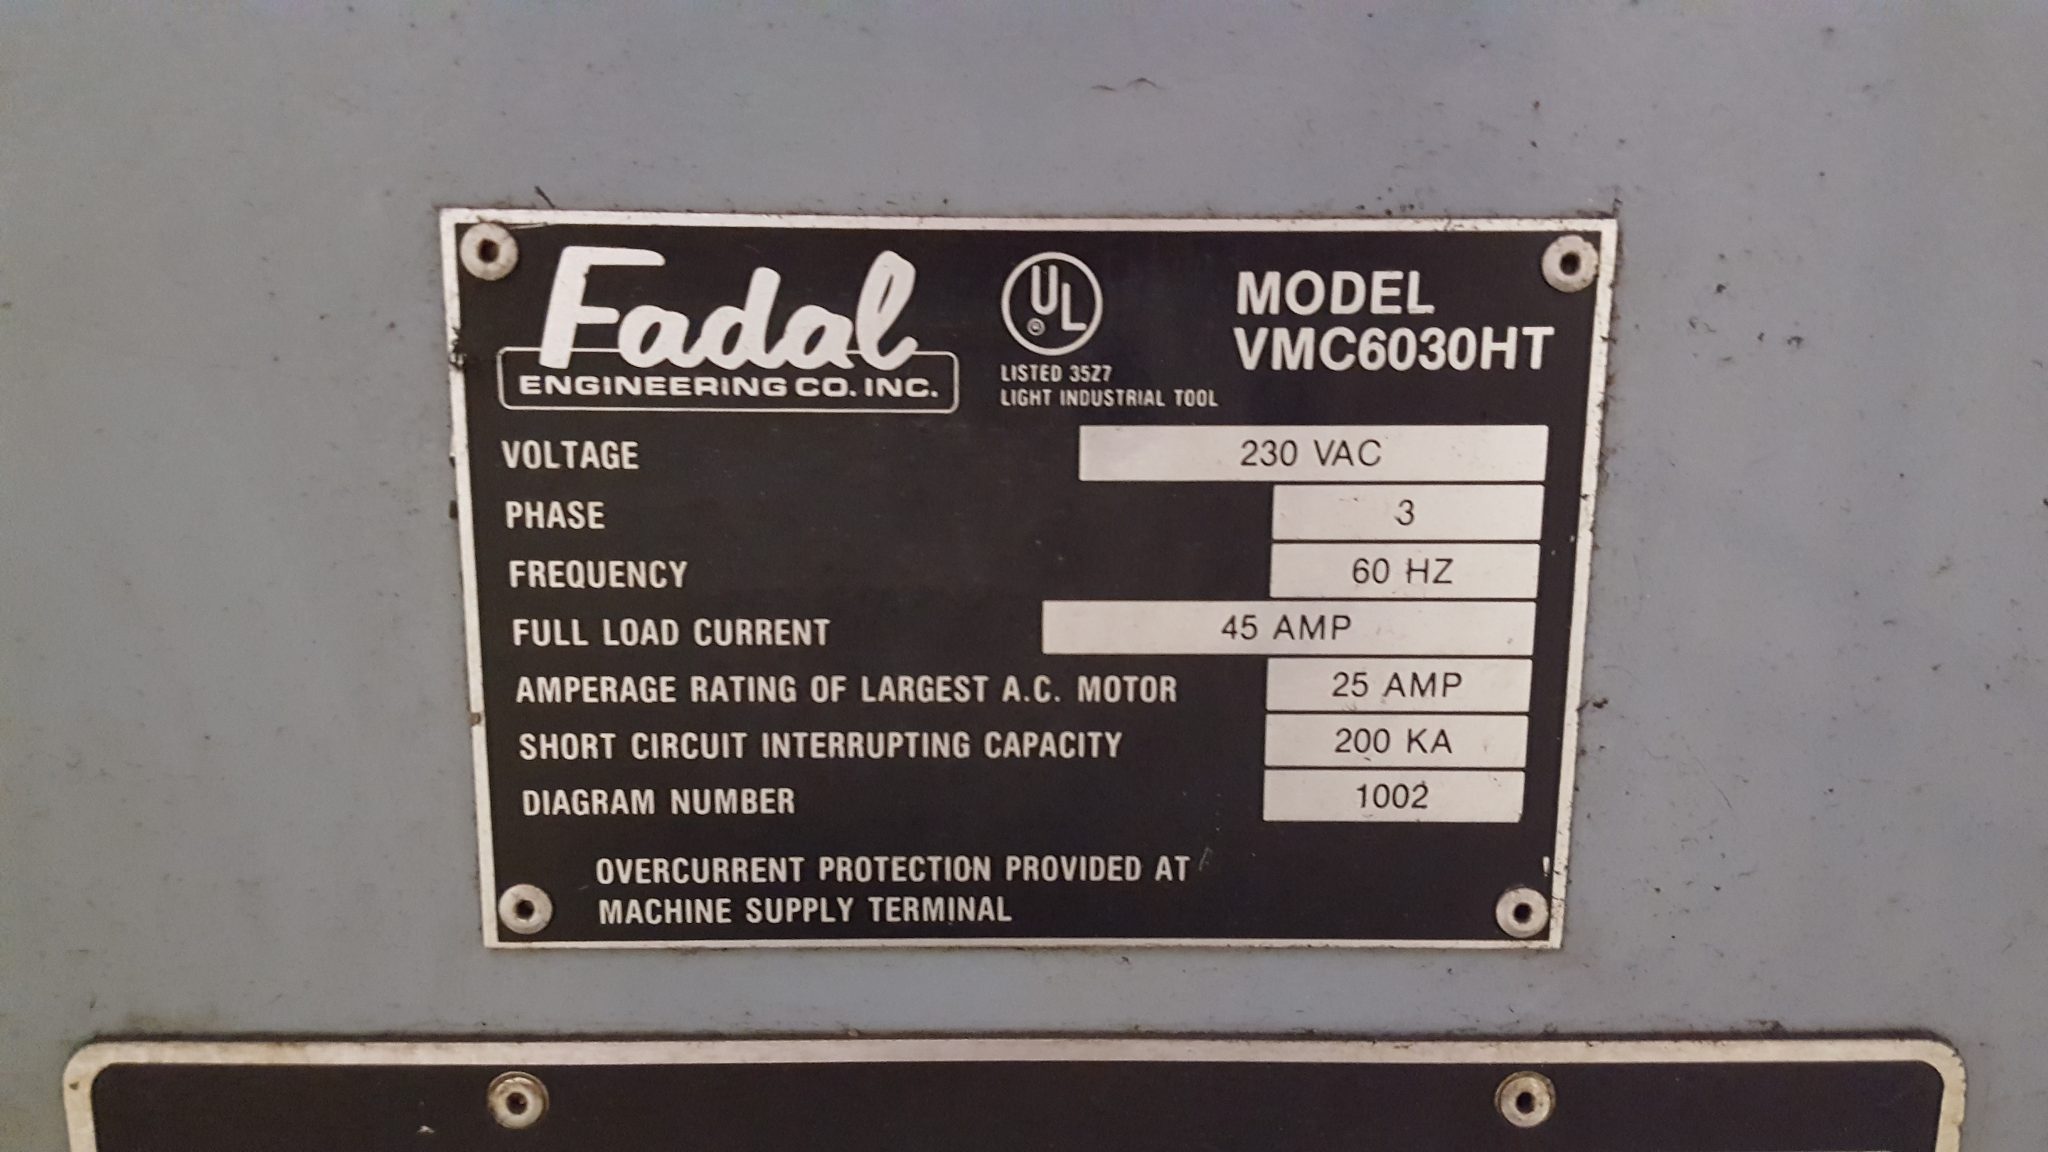 Fadal
ENGINEERING CO. INC.
UL ®
LISTED 35Z7
LIGHT INDUSTRIAL TOOL
MODEL
VMC6030HT
VOLTAGE 230 VAC
PHASE 3
FREQUENCY 60 HZ
FULL LOAD CURRENT 45 AMP
AMPERAGE RATING OF LARGEST A.C. MOTOR 25 AMP
SHORT CIRCUIT INTERRUPTING CAPACITY 200 KA
DIAGRAM NUMBER 1002
OVERCURRENT PROTECTION PROVIDED AT
MACHINE SUPPLY TERMINAL